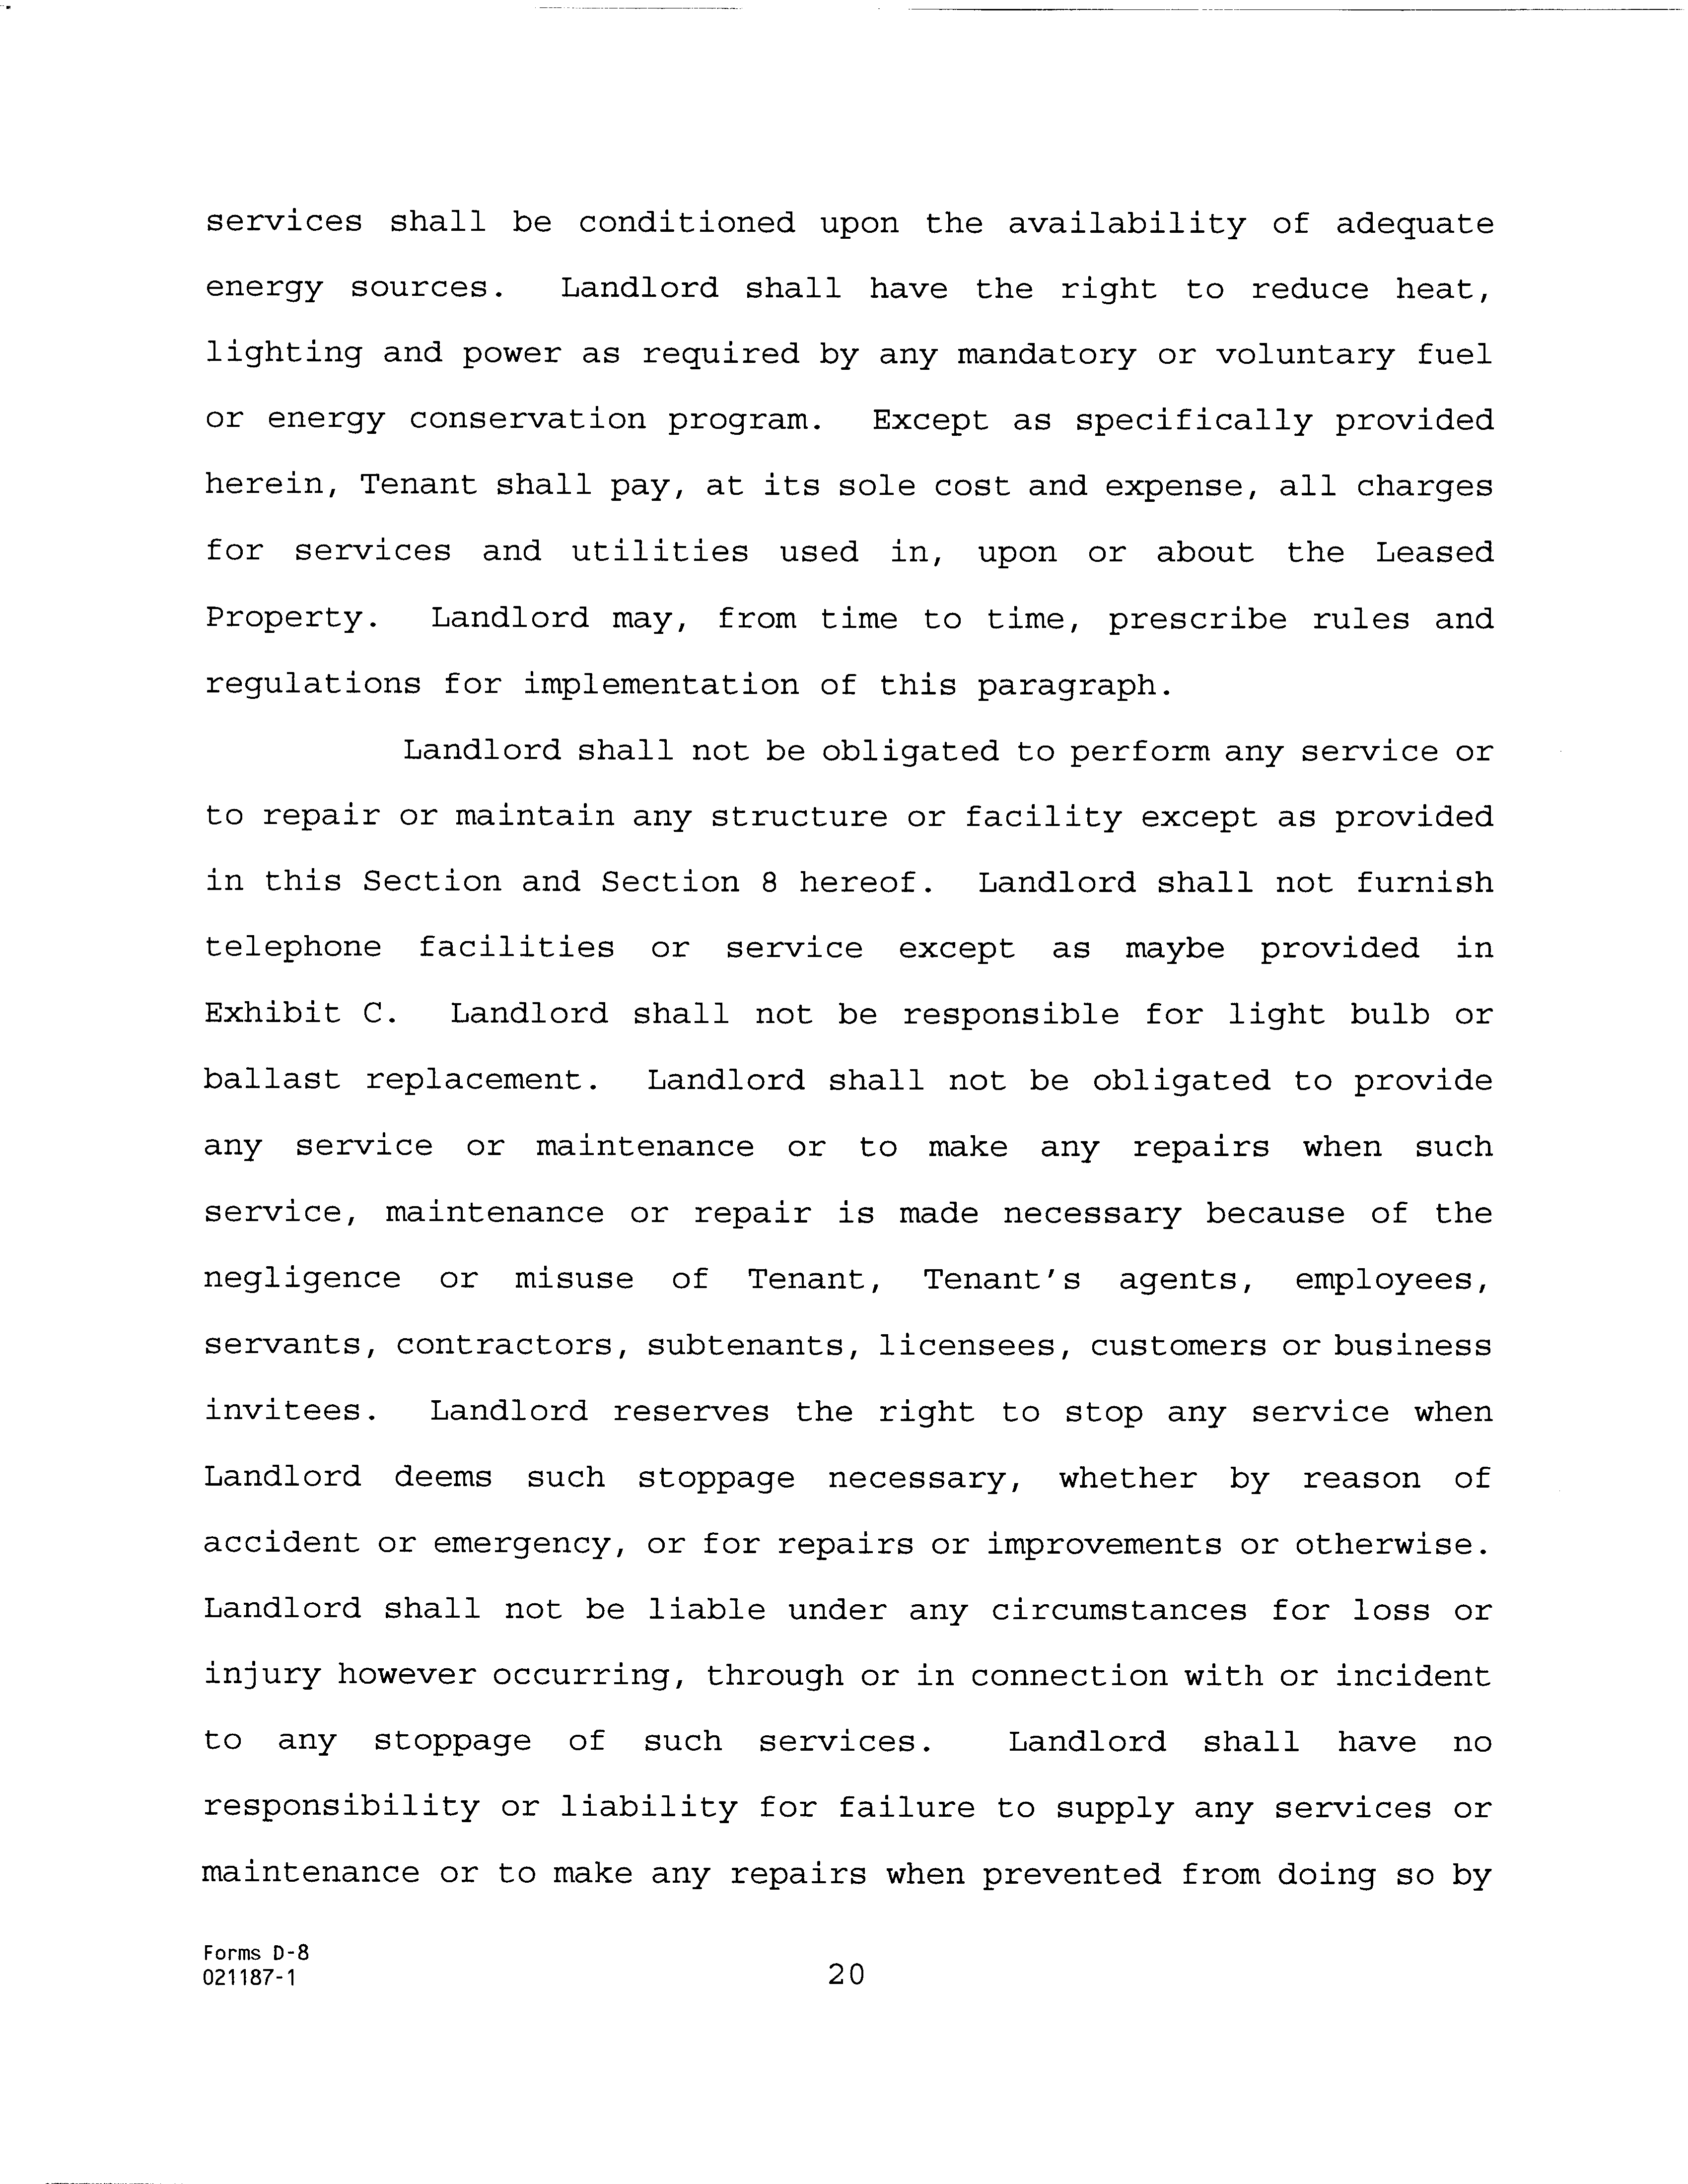 services shall be conditioned upon the availability of adequate
energy sources. Landlord shall have the right to reduce heat,
lighting and power as required by any mandatory or voluntary fuel
or energy conservation program. Except as specifically provided
herein, Tenant shall pay, at its sole cost and expense, all charges
for services and utilities used in, upon or about the Leased
Property. Landlord may, from time to time, prescribe rules and
regulations for implementation of this paragraph.
Landlord shall not be obligated to perform any service or
to repair or maintain any structure or facility except as provided
in this Section and Section 8 hereof. Landlord shall not furnish
telephone facilities or service except as maybe provided in
Exhibit C. Landlord shall not be responsible for light bulb or
ballast replacement. Landlord shall not be obligated to provide
any service or maintenance or to make any repairs when such
service, maintenance or repair is made necessary because of the
negligence or misuse of Tenant, Tenant's agents, employees,
servants, contractors, subtenants, licensees, customers or business
invitees. Landlord reserves the right to stop any service when
Landlord deems such stoppage necessary, whether by reason of
accident or emergency, or for repairs or improvements or otherwise.
Landlord shall not be liable under any circumstances for loss or
injury however occurring, through or in connection with or incident
to any stoppage of such services. Landlord shall have no
responsibility or liability for failure to supply any services or
maintenance or to make any repairs when prevented from doing so by
Forms D-8
021187-1
20